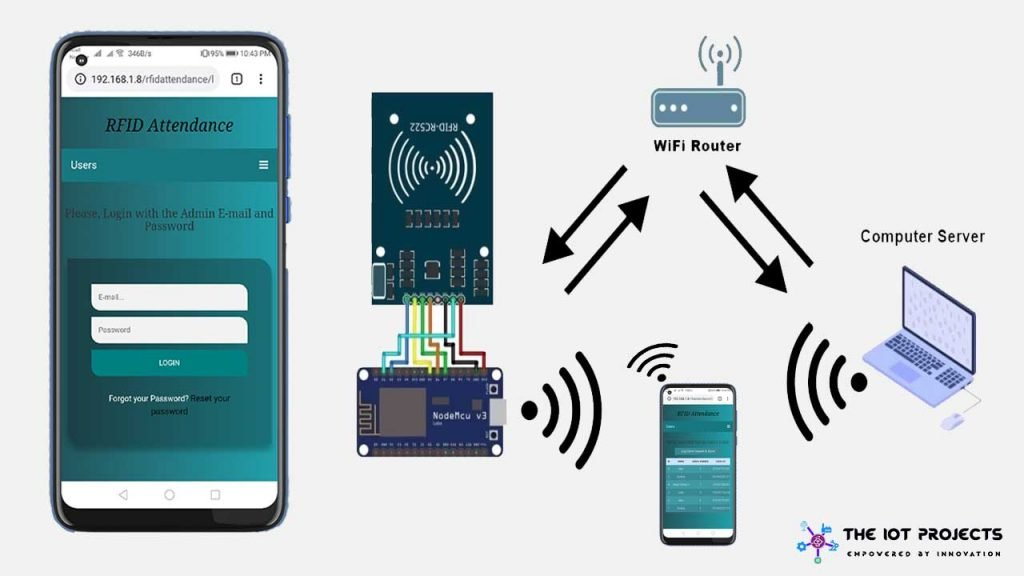 346B/s
95%
10:43 PM
192.168.1.8/rfidattendance/l
1
RFID Attendance
Users
Please, Login with the Admin E-mail and
Password
E-mail...
Password
LOGIN
Forgot your Password? Reset your
password
RFID-RC522
NodeMcu v3
WiFi Router
Computer Server
RFID Attendance
Users
THE IOT PROJECTS
EMPOWERED BY INNOVATION